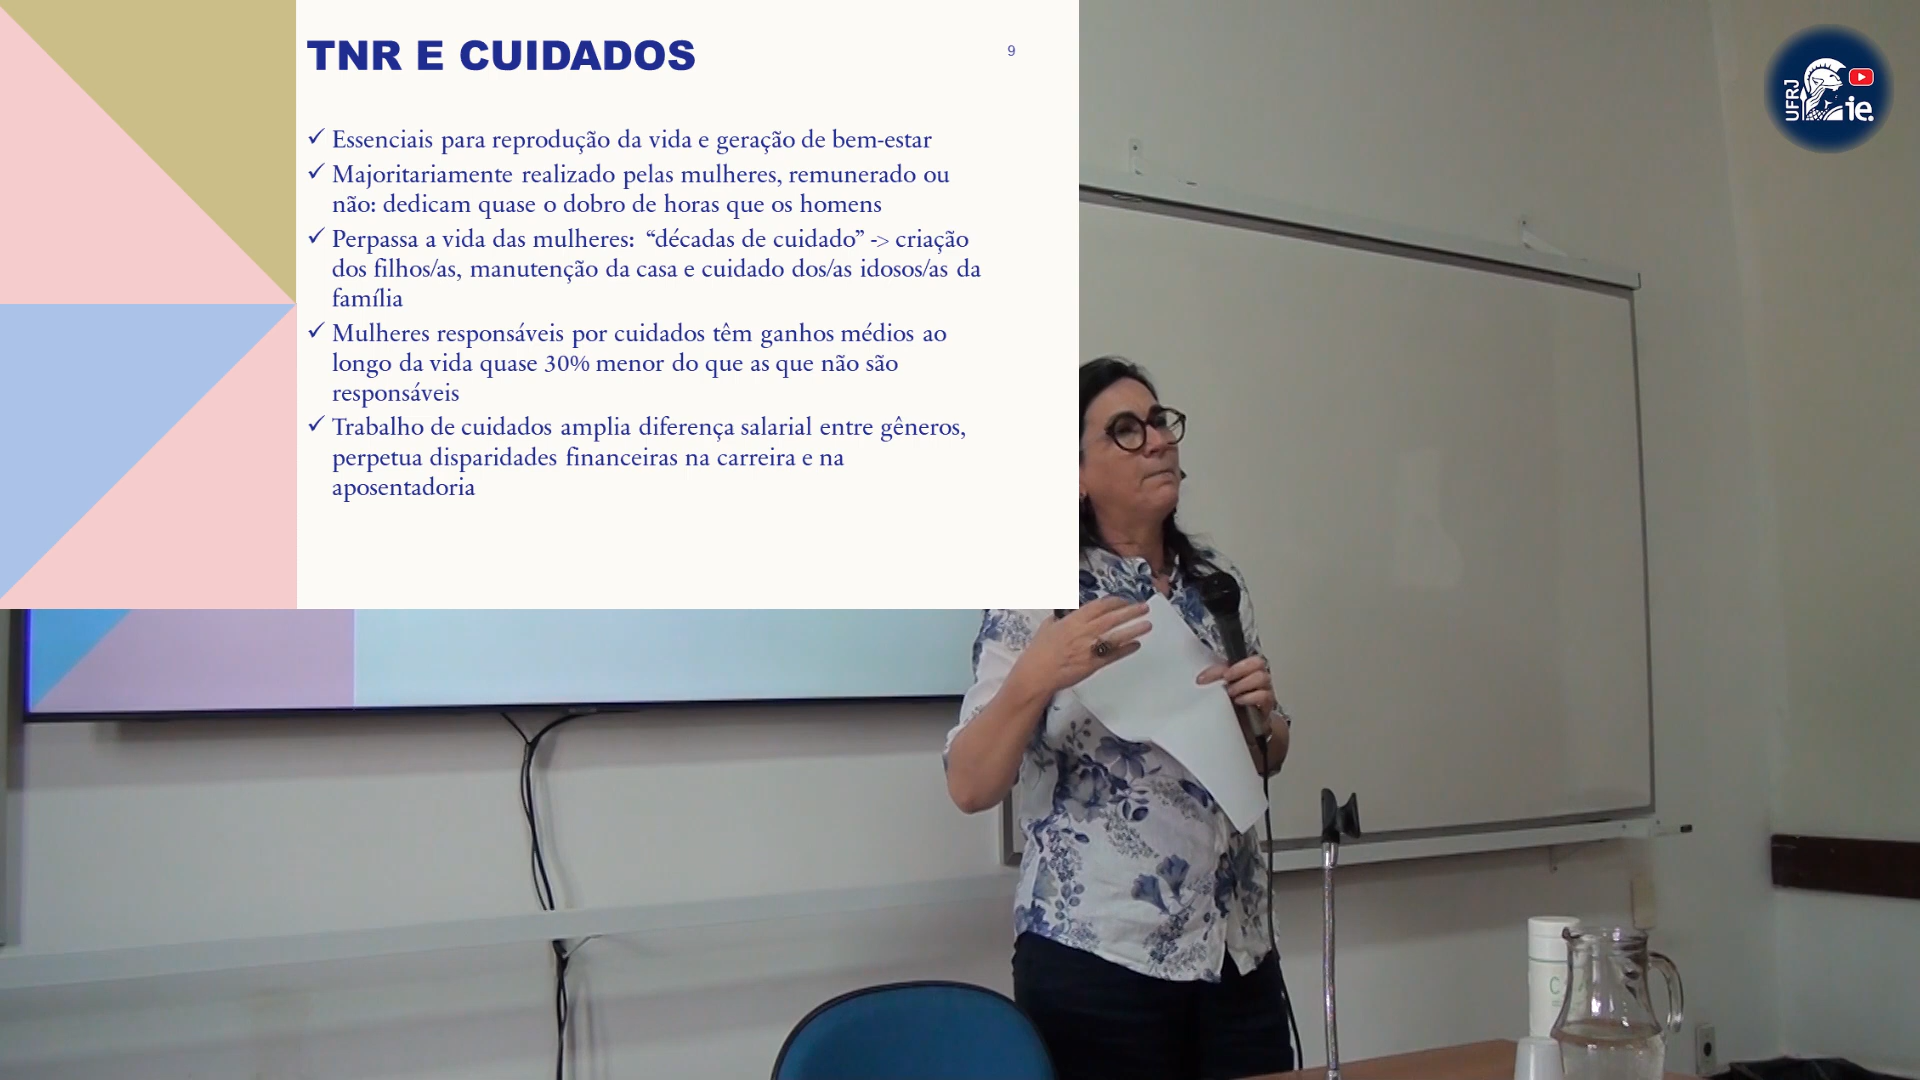 TNR E CUIDADOS
9
✓ Essenciais para reprodução da vida e geração de bem-estar
✓ Majoritariamente realizado pelas mulheres, remunerado ou
não: dedicam quase o dobro de horas que os homens
✓ Perpassa a vida das mulheres: “décadas de cuidado” -> criação
dos filhos/as, manutenção da casa e cuidado dos/as idosos/as da
família
✓ Mulheres responsáveis por cuidados têm ganhos médios ao
longo da vida quase 30% menor do que as que não são
responsáveis
✓ Trabalho de cuidados amplia diferença salarial entre gêneros,
perpetua disparidades financeiras na carreira e na
aposentadoria
UFRJ
ie.